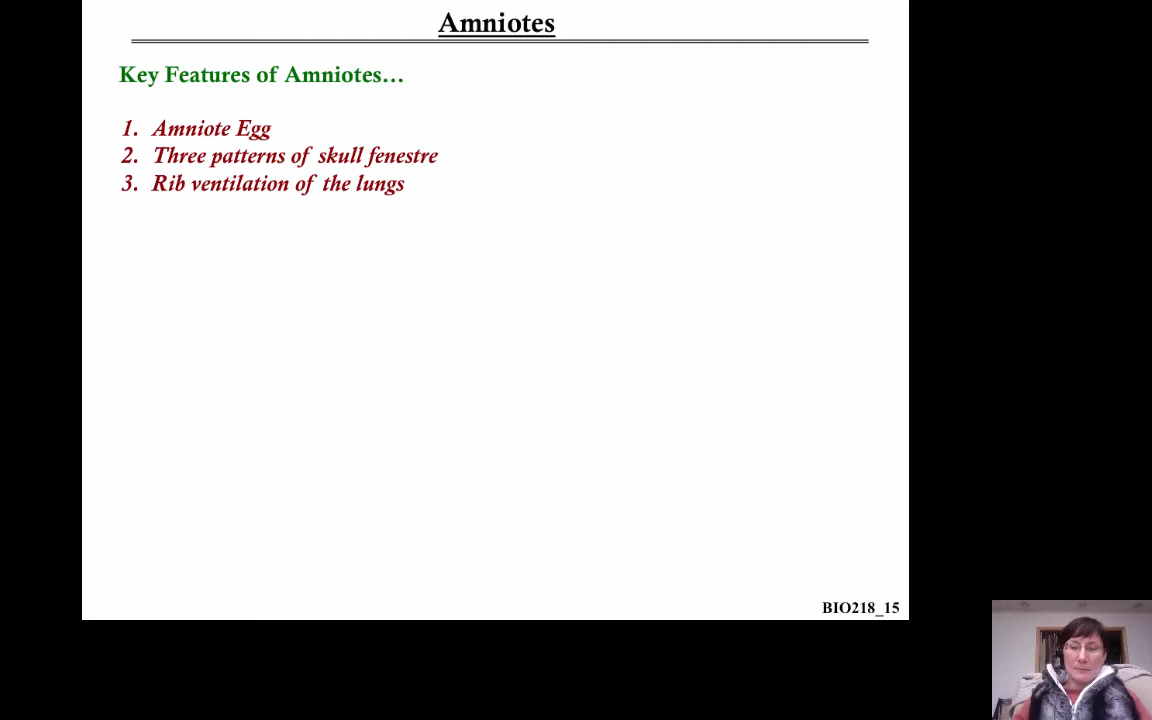 Amniotes
Key Features of Amniotes...
1. Amniote Egg
2. Three patterns of skull fenestre
3. Rib ventilation of the lungs
BIO218_15